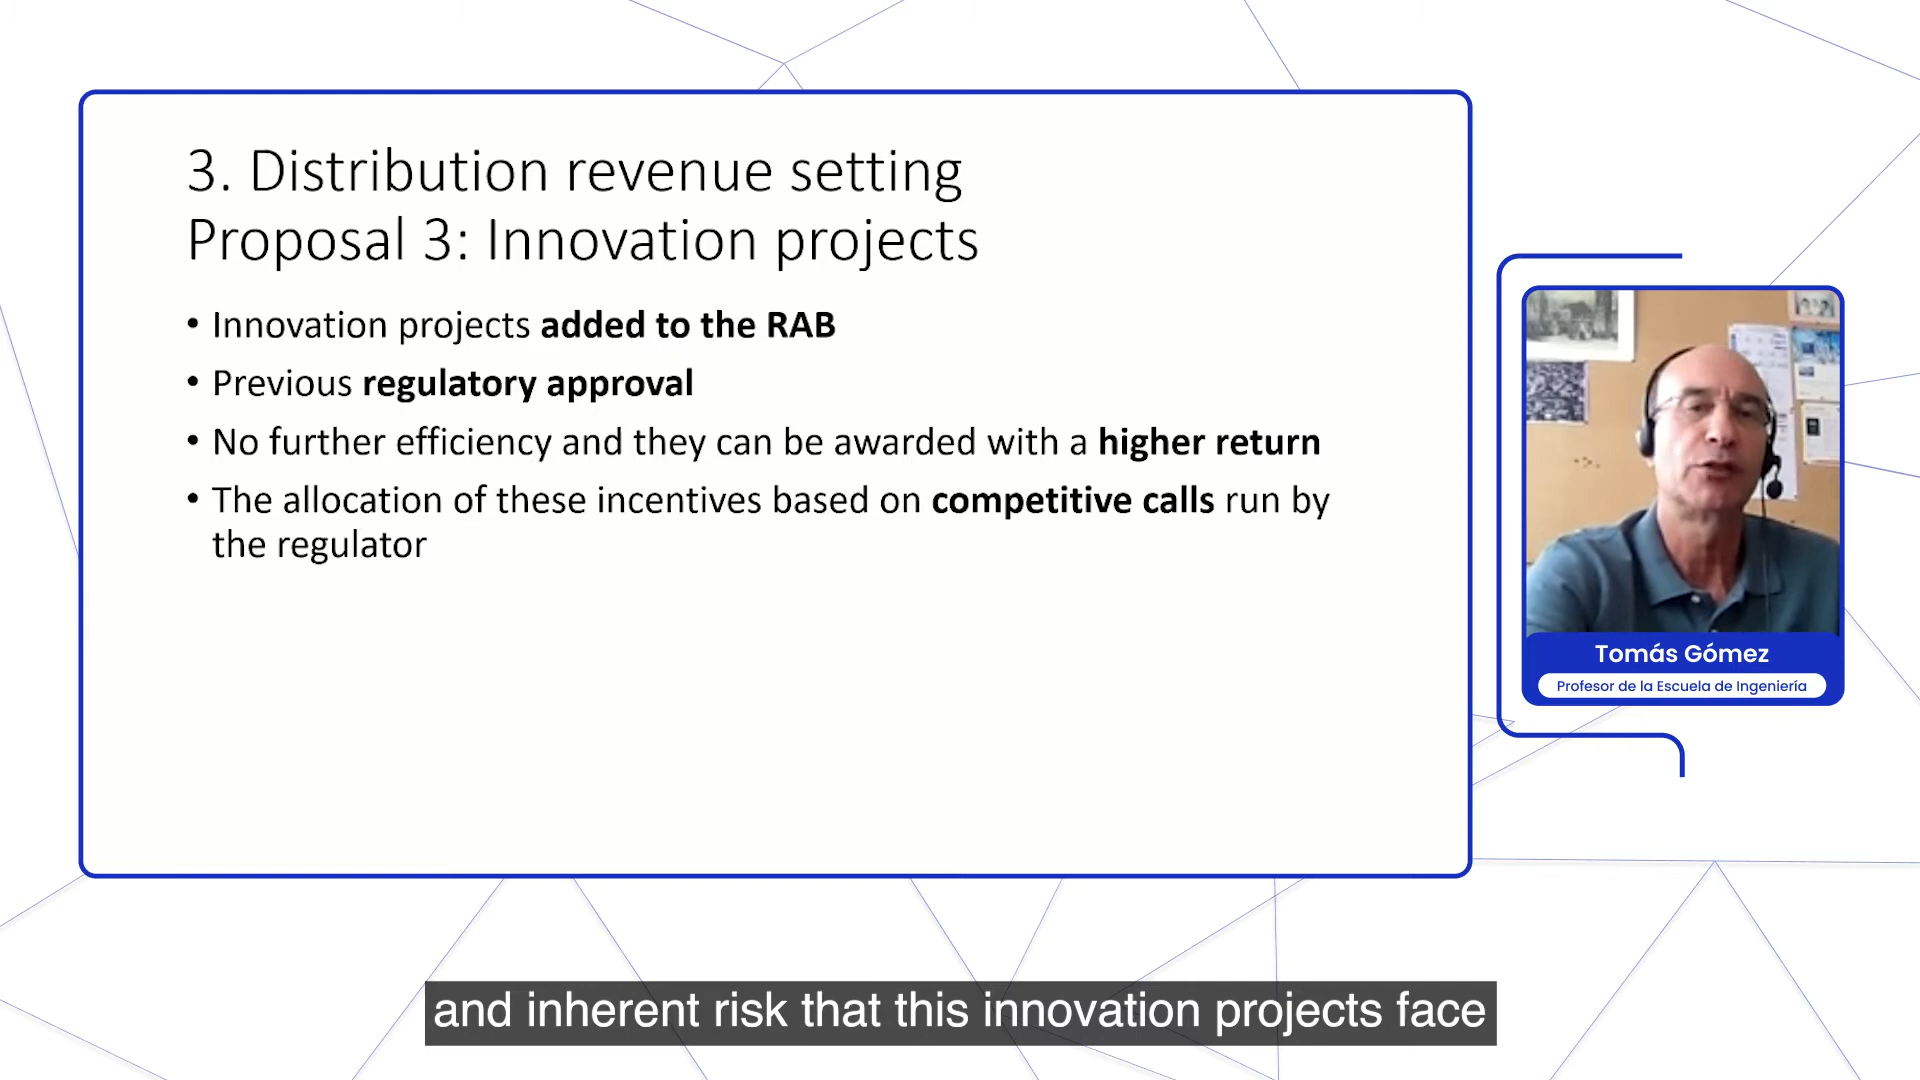 3. Distribution revenue setting
Proposal 3: Innovation projects
• Innovation projects added to the RAB
• Previous regulatory approval
• No further efficiency and they can be awarded with a higher return
• The allocation of these incentives based on competitive calls run by
the regulator
Tomás Gómez
Profesor de la Escuela de Ingeniería
and inherent risk that this innovation projects face